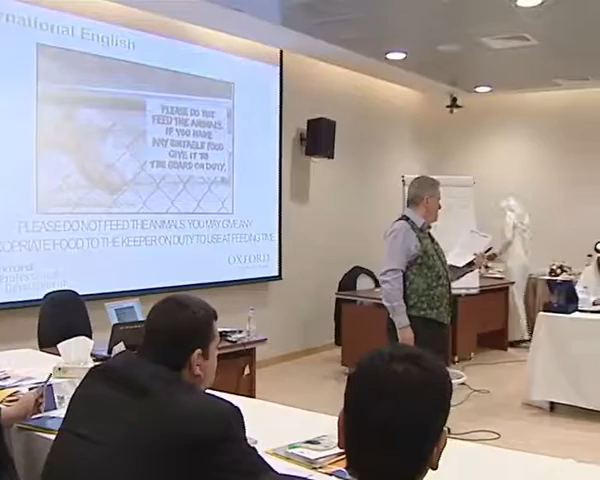 rnational English
PLEASE DO NOT
FEED THE ANIMALS.
IF YOU HAVE
ANY SUITABLE FOOD
GIVE IT TO
THE GUARD ON DUTY.
PLEASE DO NOT FEED THE ANIMALS, YOU MAY GIVE ANY
OPRIATE FOOD TO THE KEEPER ON DUTY TO USE AT FEEDING TIME
OXFORD